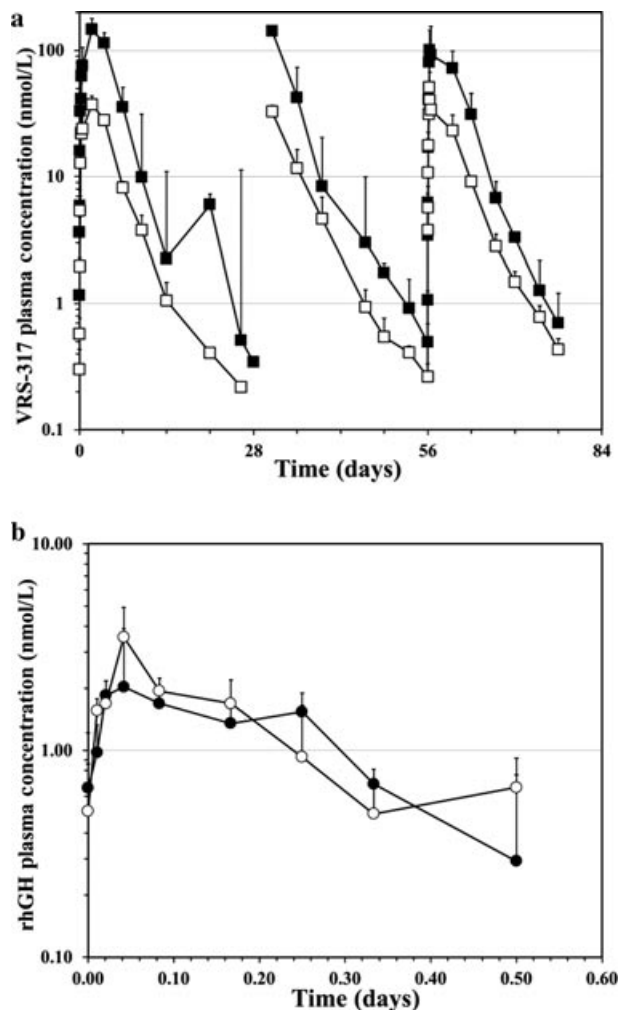 a
VRS-317 plasma concentration (nmol/L)
100
10
1
0.1
0 28 56 84
Time (days)
b
rhGH plasma concentration (nmol/L)
10.00
1.00
0.10
0.00 0.10 0.20 0.30 0.40 0.50 0.60
Time (days)